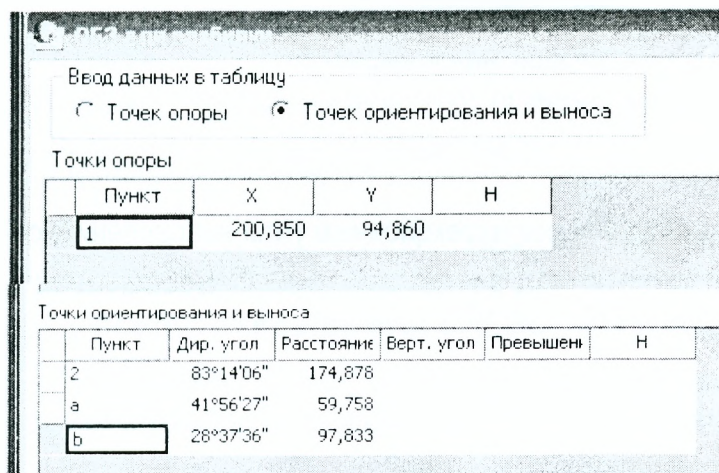 Ввод данных в таблицу
Точек опоры Точек ориентирования и выноса
Точки опоры
Пункт X Y H
1 200,850 94,860
Точки ориентирования и выноса
Пункт Дир. угол Расстояние Верт. угол Превышени H
2 83°14'06" 174,878
a 41°56'27" 59,758
b 28°37'36" 97,833